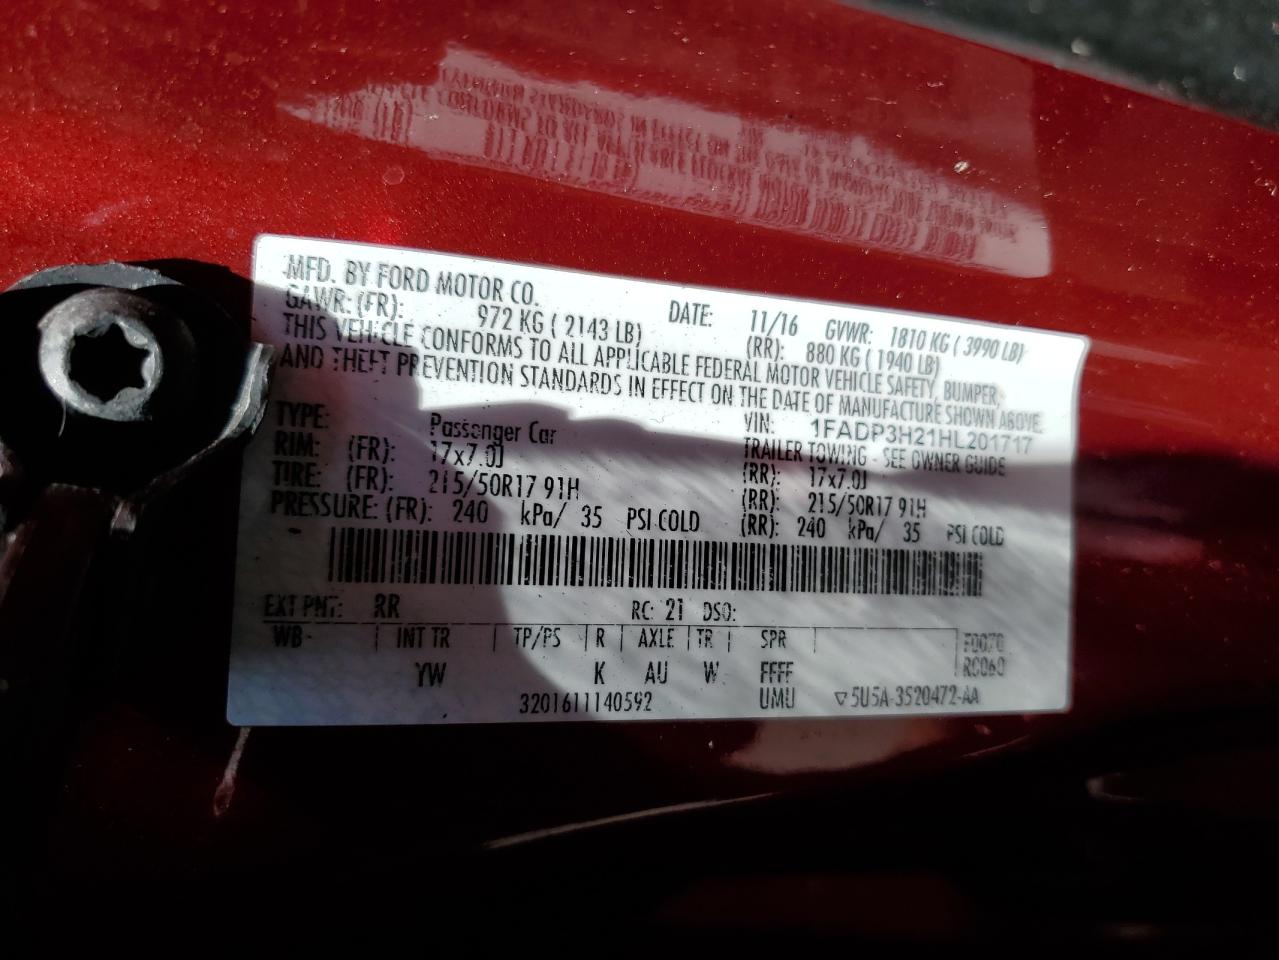 MFD. BY FORD MOTOR CO. DATE: 11/16 GVWR: 1810 KG ( 3990 LB)
GAWR: (FR): 972 KG ( 2143 LB) (RR): 880 KG ( 1940 LB)
THIS VEHICLE CONFORMS TO ALL APPLICABLE FEDERAL MOTOR VEHICLE SAFETY, BUMPER,
AND THEFT PREVENTION STANDARDS IN EFFECT ON THE DATE OF MANUFACTURE SHOWN ABOVE.
VIN: 1FADP3H21HL201717
TYPE: Passenger Car TRAILER TOWING - SEE OWNER GUIDE
RIM: (FR): 17x7.0J (RR): 17x7.0J
TIRE: (FR): 215/50R17 91H (RR): 215/50R17 91H
PRESSURE: (FR): 240 kPa/ 35 PSI COLD (RR): 240 kPa/ 35 PSI COLD
EXT PNT: RR RC: 21 DSO:
WB INT TR TP/PS R AXLE TR SPR F0070
YW K AU W FFFF RC060
3201611140592 UMU ▽5U5A-3520472-AA